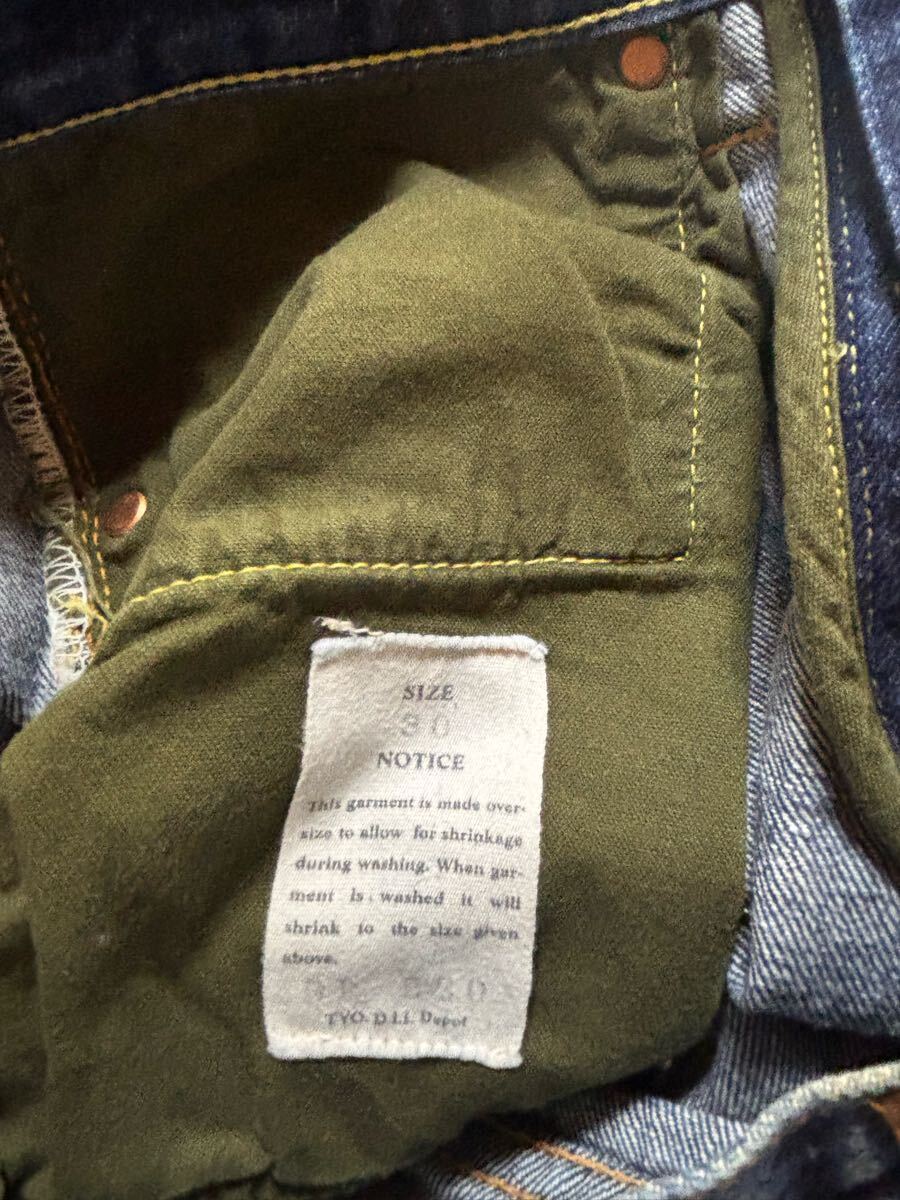 SIZE
30
NOTICE
This garment is made over-
size to allow for shrinkage
during washing. When gar-
ment is washed it will
shrink to the size given
above.
Depot